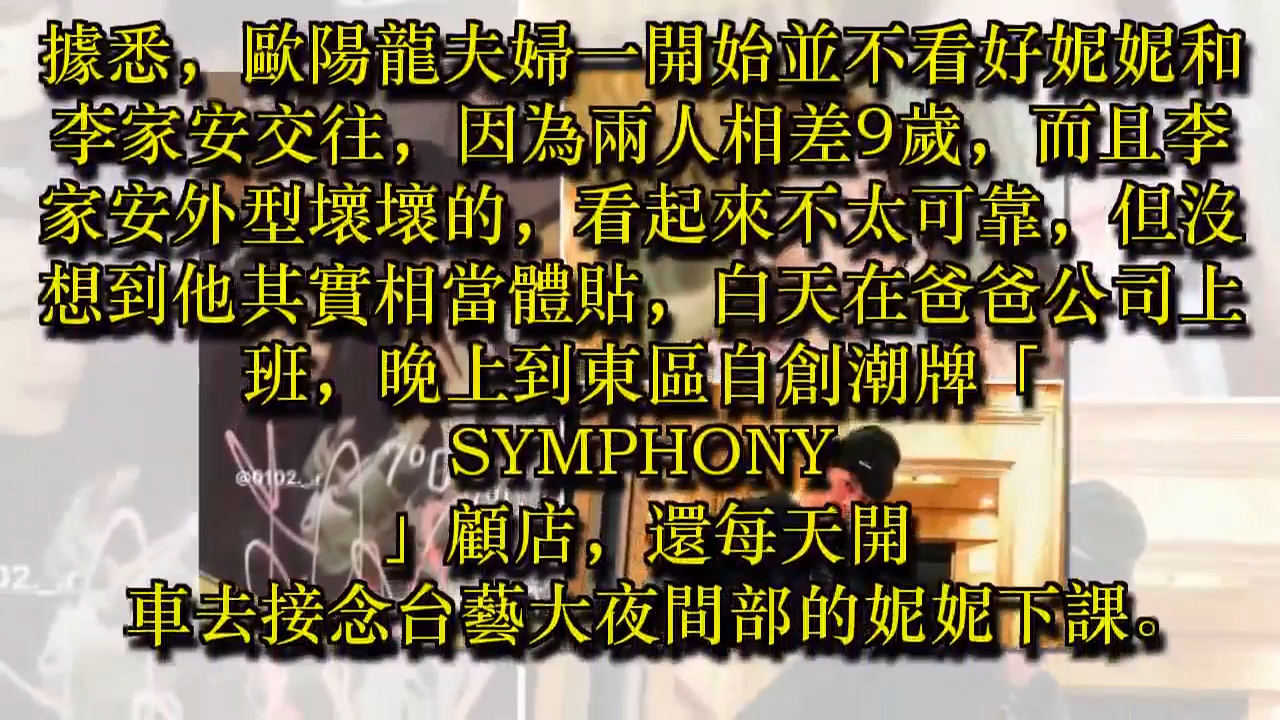 據悉，歐陽龍夫婦一開始並不看好妮妮和
李家安交往，因為兩人相差9歲，而且李
家安外型壞壞的，看起來不太可靠，但沒
想到他其實相當體貼，白天在爸爸公司上
班，晚上到東區自創潮牌「
SYMPHONY
」顧店，還每天開
車去接念台藝大夜間部的妮妮下課。